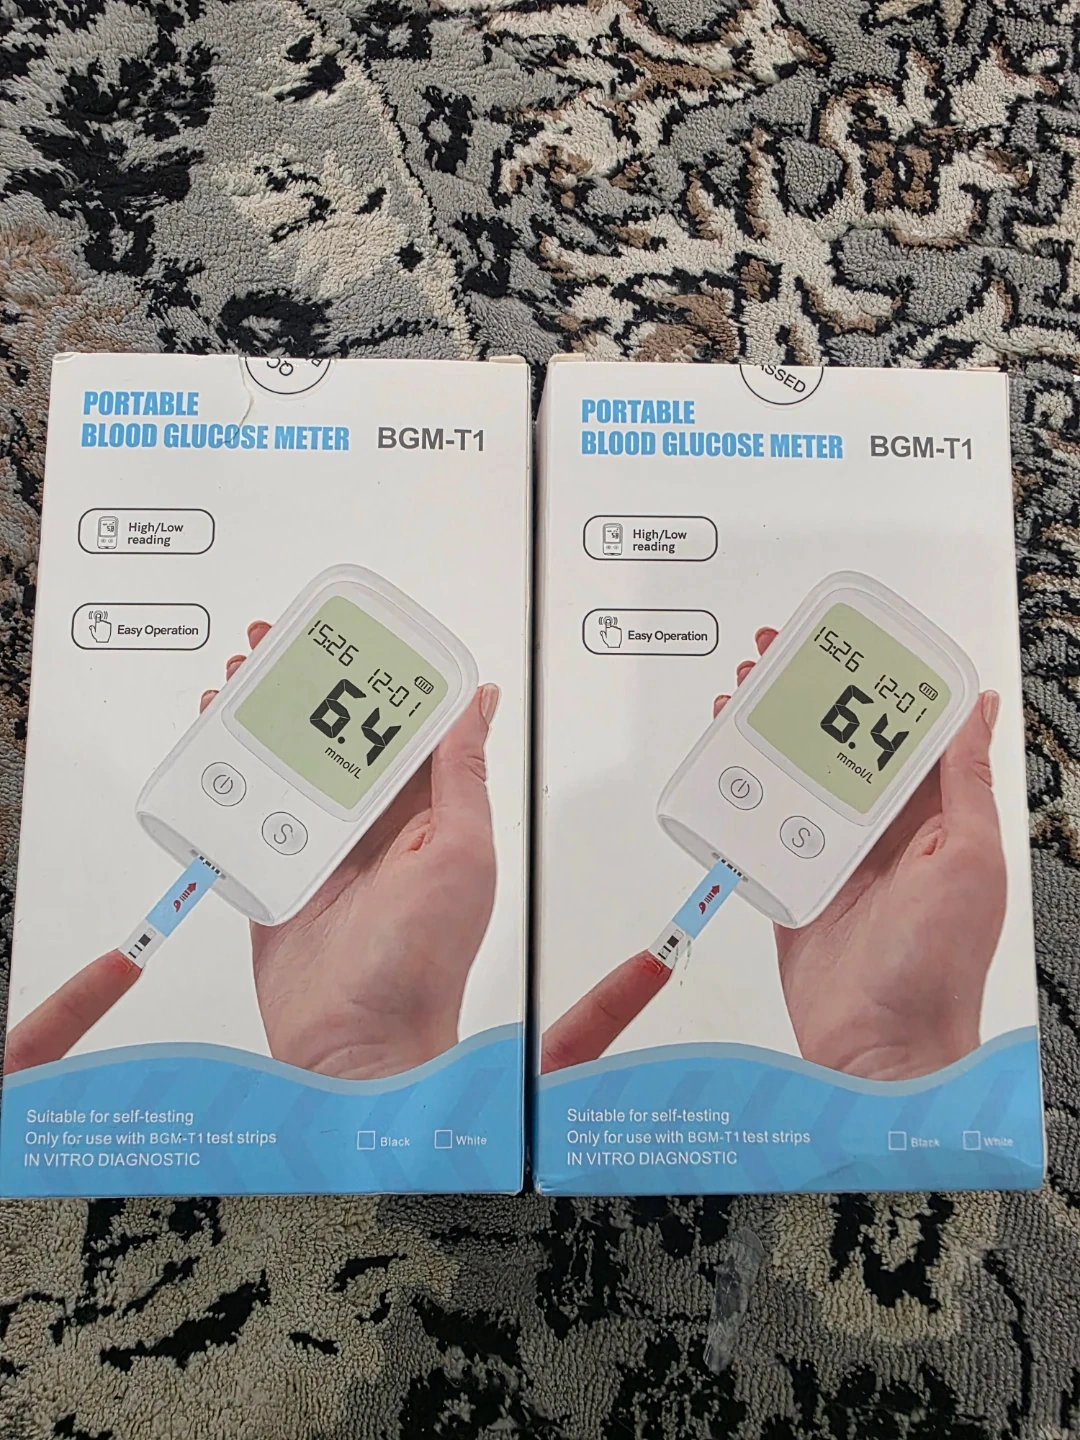 QC
PORTABLE
BLOOD GLUCOSE METER BGM-T1
High/Low
reading
Easy Operation
15:26
12-01
6.4
mmol/L
S
Suitable for self-testing
Only for use with BGM-T1 test strips
IN VITRO DIAGNOSTIC
Black
White
PASSED
PORTABLE
BLOOD GLUCOSE METER BGM-T1
High/Low
reading
Easy Operation
15:26
12-01
6.4
mmol/L
S
Suitable for self-testing
Only for use with BGM-T1 test strips
IN VITRO DIAGNOSTIC
Black
White